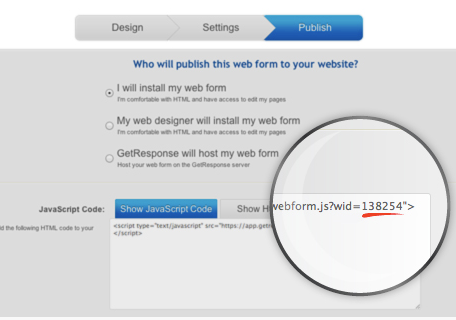 Design Settings Publish
Who will publish this web form to your website?
I will install my web form
I'm comfortable with HTML and have access to edit my pages
My web designer will install my web form
I'm comfortable with HTML and have access to edit my pages
GetResponse will host my web form
Host your web form on the GetResponse server
JavaScript Code: Show JavaScript Code Show H
webform.js?wid=138254">
d the following HTML code to your
<script type="text/javascript" src="https://app.getr
</script>